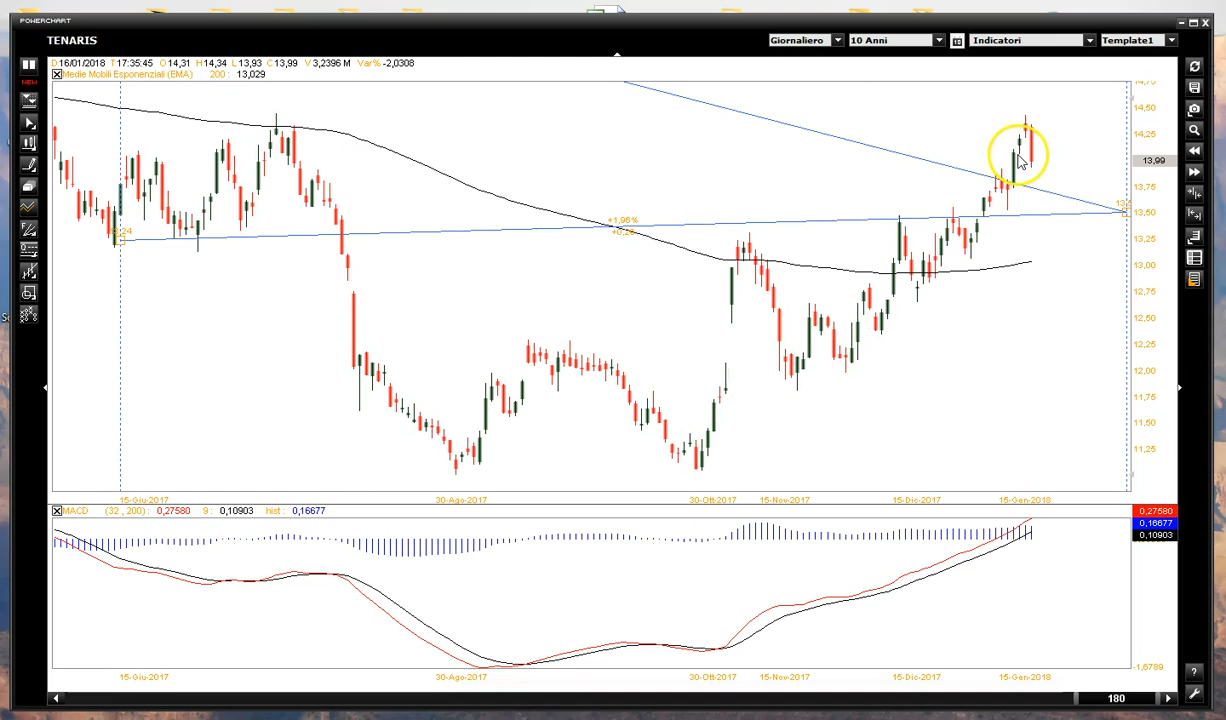 POWERCHART
TENARIS
Giornaliero
10 Anni
Indicatori
Template1
D 16/01/2018 T 17:35:45 O 14,31 H 14,34 L 13,93 C 13,99 V 3,2396 M Var% -2,0308
Medie Mobili Esponenziali (EMA) 200 : 13,029
NEW
14,75
14,50
14,25
13,99
13,75
13,50
13,25
13,00
12,75
12,50
12,25
12,00
11,75
11,50
11,25
+1,96%
15-Giu-2017
30-Ago-2017
30-Ott-2017
15-Nov-2017
15-Dic-2017
15-Gen-2018
MACD (32 , 200) : 0,27580 9 : 0,10903 hist : 0,16677
0,27580
0,16677
0,10903
-1,6789
15-Giu-2017
30-Ago-2017
30-Ott-2017
15-Nov-2017
15-Dic-2017
15-Gen-2018
180